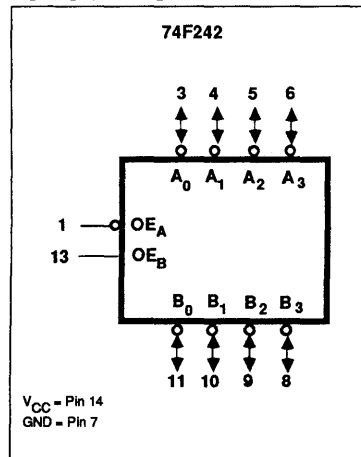 74F242
3 4 5 6
A0 A1 A2 A3
1 OEA
13 OEB
B0 B1 B2 B3
11 10 9 8
VCC = Pin 14
GND = Pin 7